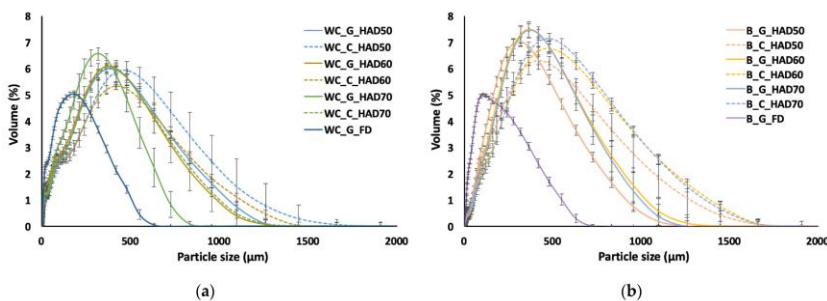 8
7
6
5
4
3
2
1
0
Volume (%)
0
500
1000
1500
2000
Particle size (μm)
WC_G_HAD50
WC_C_HAD50
WC_G_HAD60
WC_C_HAD60
WC_G_HAD70
WC_C_HAD70
WC_G_FD
(a)
8
7
6
5
4
3
2
1
0
Volume (%)
0
500
1000
1500
2000
Particle size (μm)
B_G_HAD50
B_C_HAD50
B_G_HAD60
B_C_HAD60
B_G_HAD70
B_C_HAD70
B_G_FD
(b)